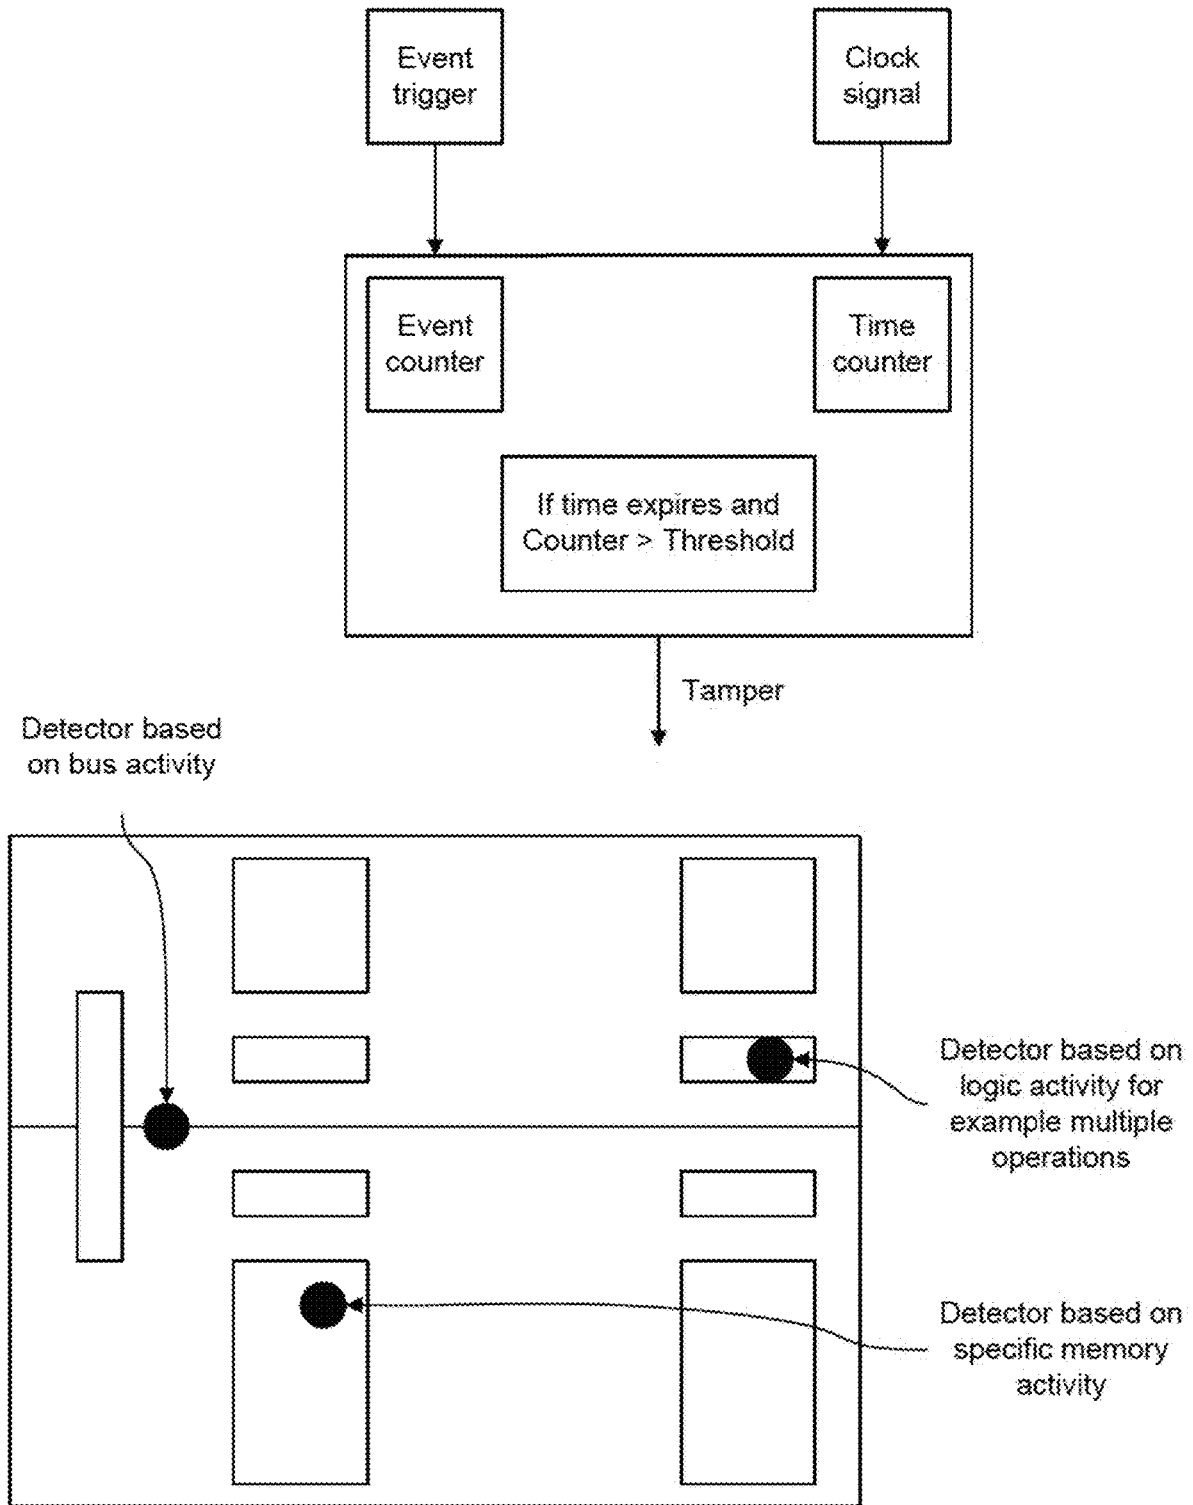 Event
trigger
Clock
signal
Event
counter
Time
counter
If time expires and
Counter > Threshold
Tamper
Detector based
on bus activity
Detector based on
logic activity for
example multiple
operations
Detector based on
specific memory
activity